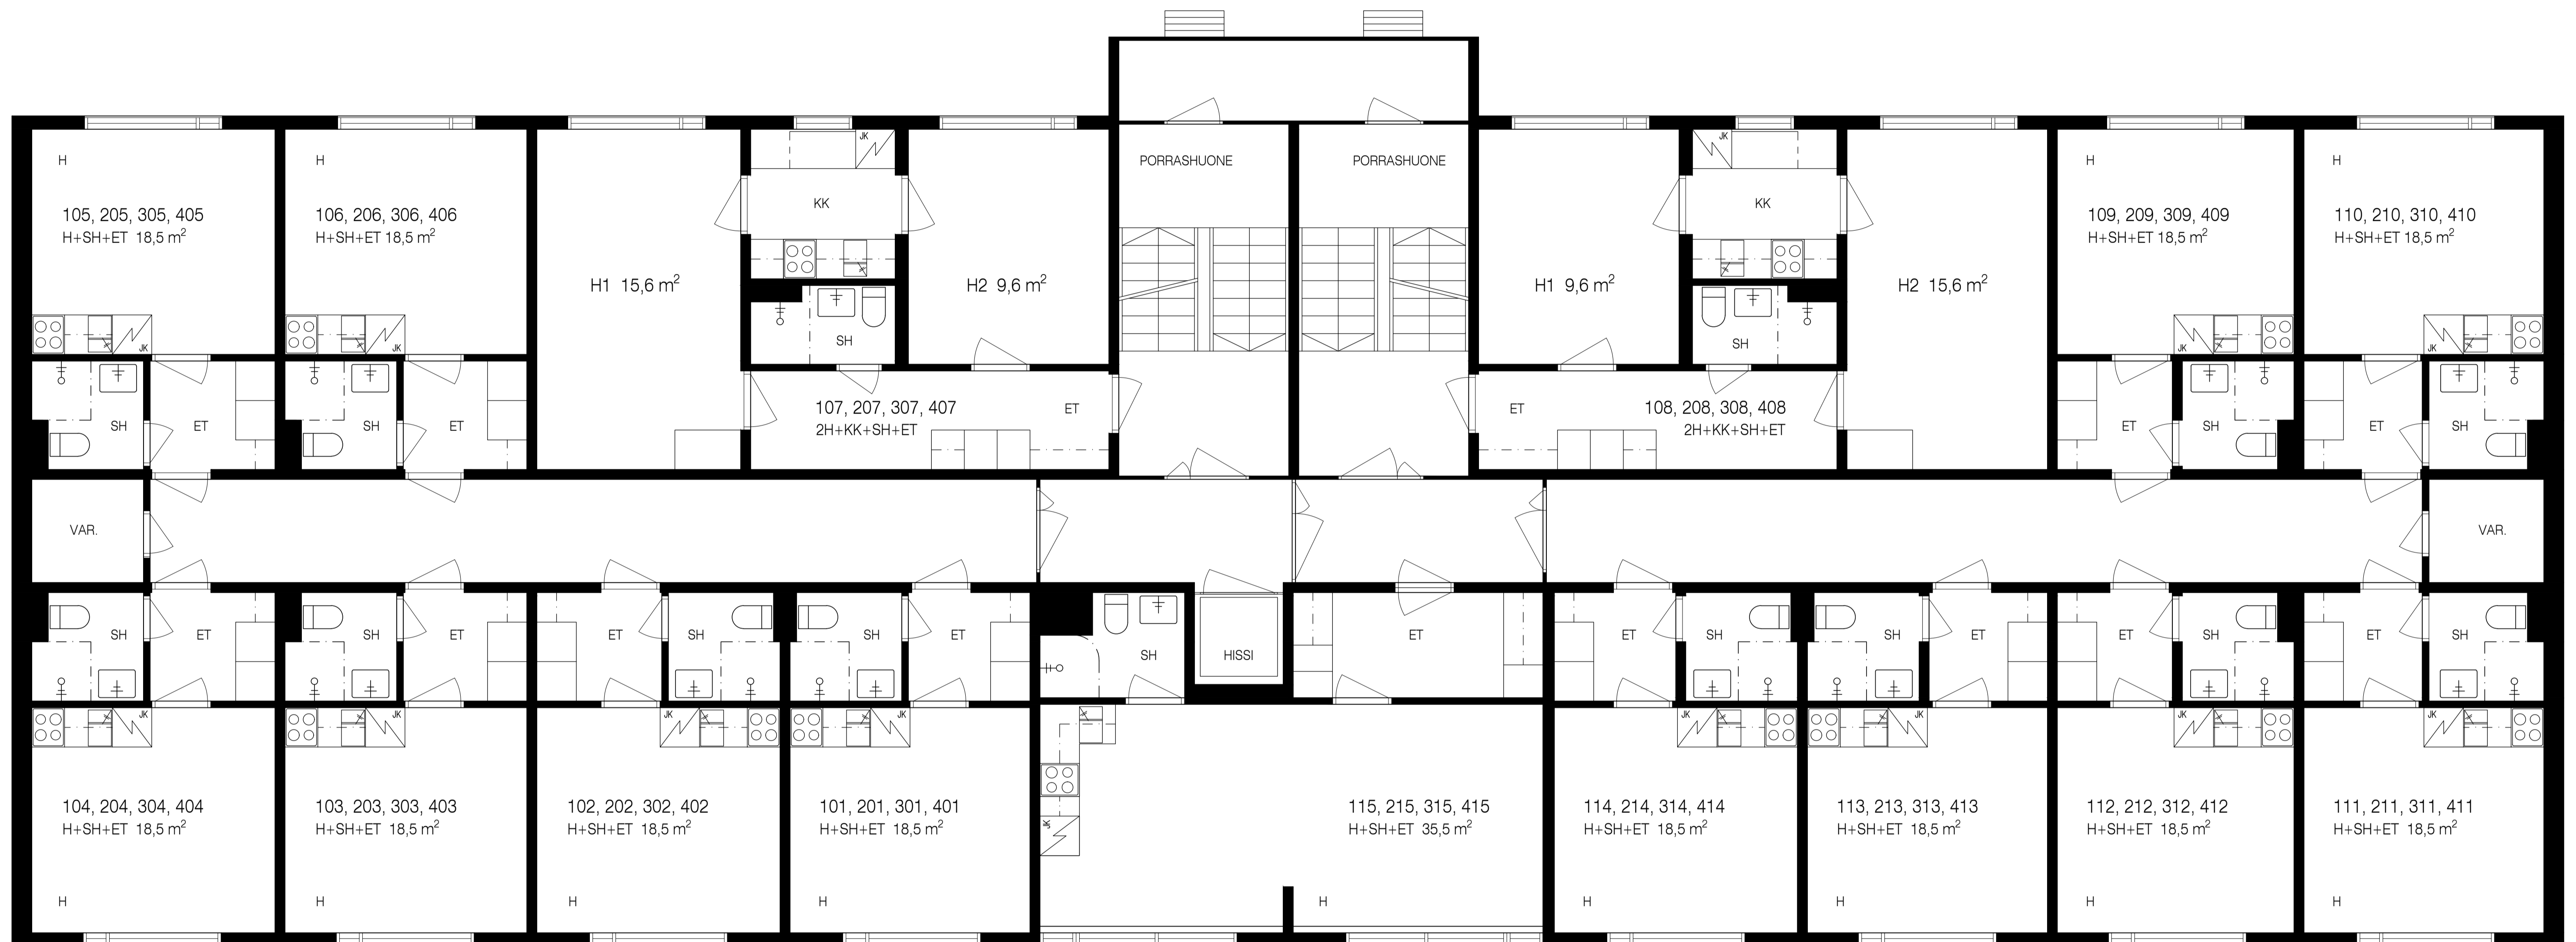 PORRASHUONE
PORRASHUONE
H
105, 205, 305, 405
H+SH+ET 18,5 m²
JK
SH
ET
H
106, 206, 306, 406
H+SH+ET 18,5 m²
JK
SH
ET
H1 15,6 m²
JK
KK
SH
H2 9,6 m²
107, 207, 307, 407
2H+KK+SH+ET
ET
H1 9,6 m²
JK
KK
SH
H2 15,6 m²
ET
108, 208, 308, 408
2H+KK+SH+ET
H
109, 209, 309, 409
H+SH+ET 18,5 m²
JK
ET
SH
H
110, 210, 310, 410
H+SH+ET 18,5 m²
JK
ET
SH
VAR.
VAR.
SH
ET
JK
104, 204, 304, 404
H+SH+ET 18,5 m²
H
SH
ET
JK
103, 203, 303, 403
H+SH+ET 18,5 m²
H
ET
SH
JK
102, 202, 302, 402
H+SH+ET 18,5 m²
H
SH
ET
JK
101, 201, 301, 401
H+SH+ET 18,5 m²
H
SH
HISSI
ET
JK
115, 215, 315, 415
H+SH+ET 35,5 m²
H
ET
SH
JK
114, 214, 314, 414
H+SH+ET 18,5 m²
H
SH
ET
JK
113, 213, 313, 413
H+SH+ET 18,5 m²
H
ET
SH
JK
112, 212, 312, 412
H+SH+ET 18,5 m²
H
ET
SH
JK
111, 211, 311, 411
H+SH+ET 18,5 m²
H